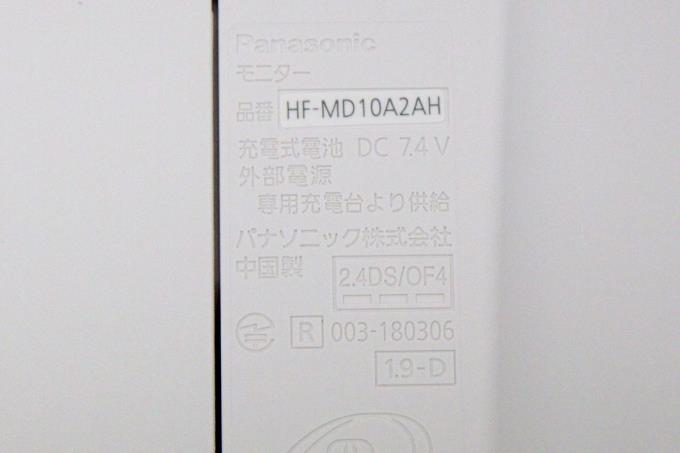 Panasonic
モニター
品番 HF-MD10A2AH
充電式電池 DC 7.4 V
外部電源
専用充電台より供給
パナソニック株式会社
中国製 2.4DS/OF4
R 003-180306
1.9-D